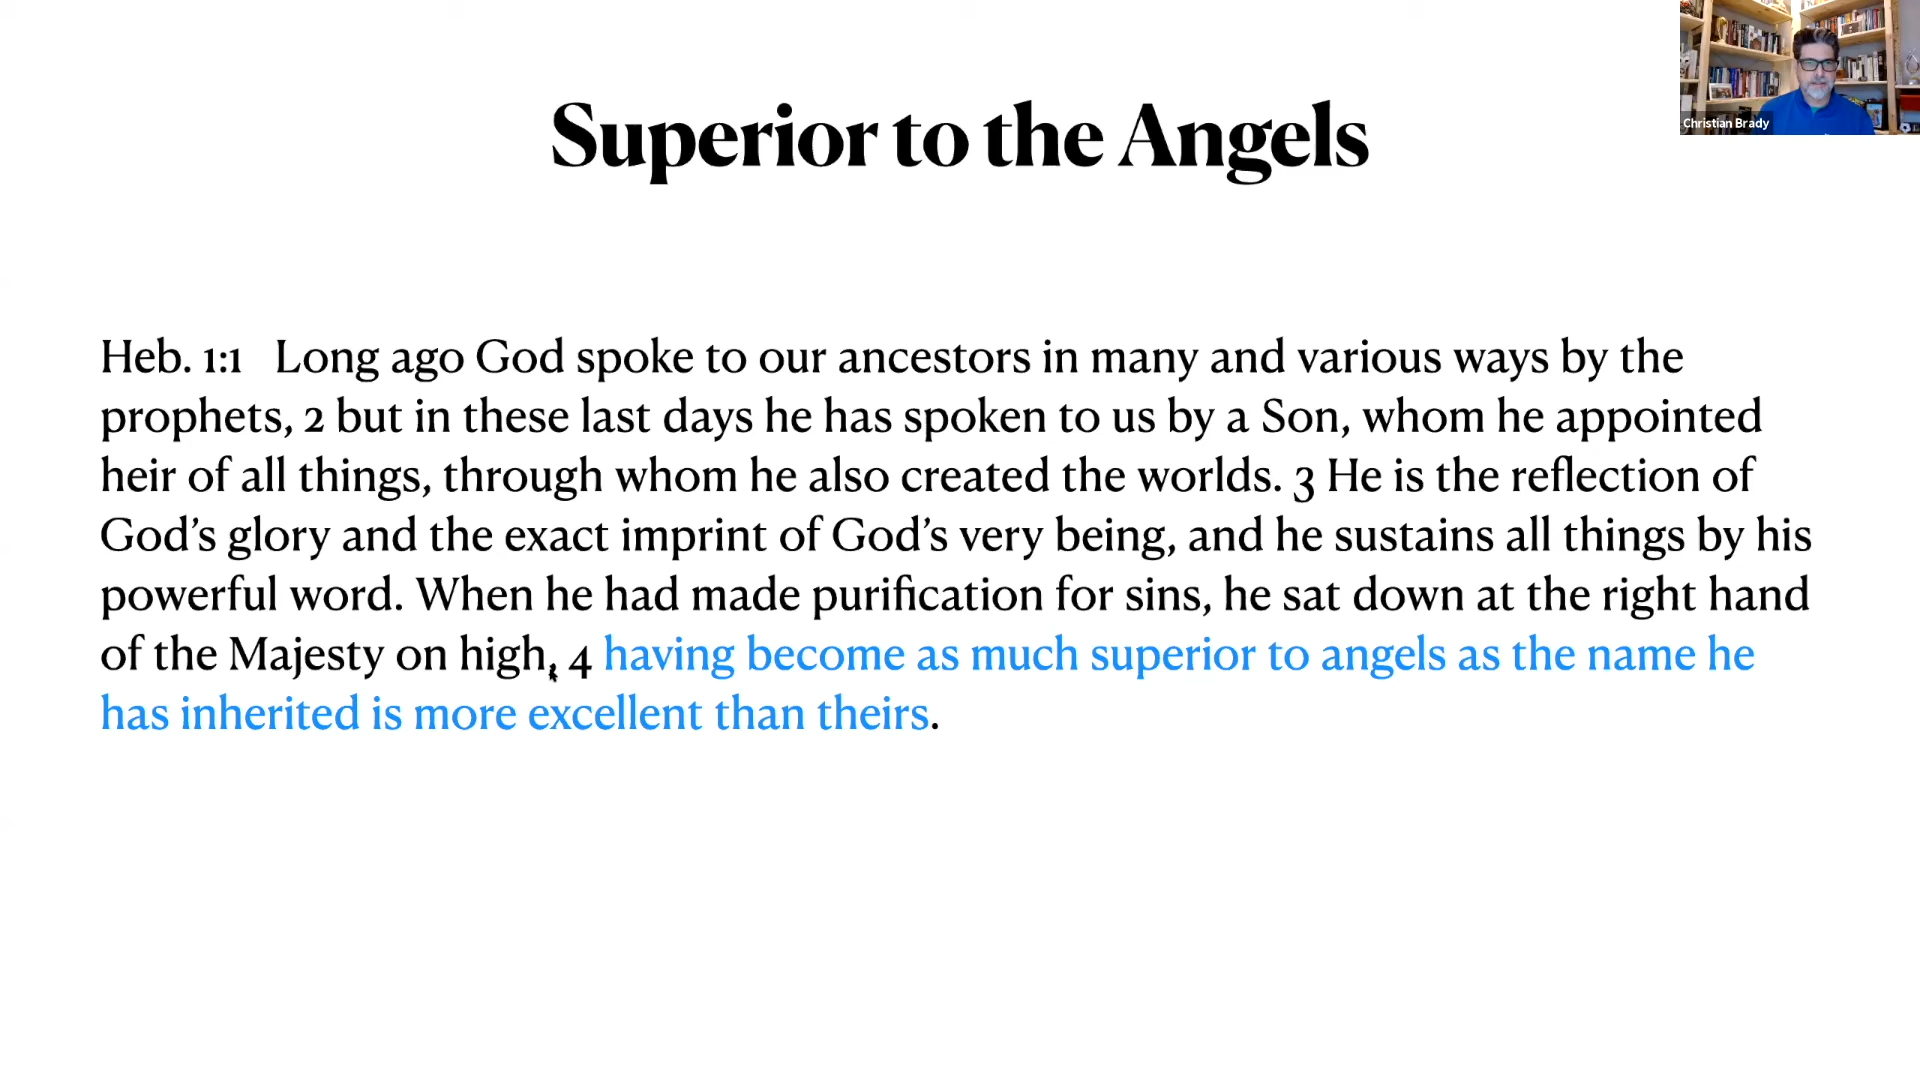 Superior to the Angels
Christian Brady
Heb. 1:1 Long ago God spoke to our ancestors in many and various ways by the
prophets, 2 but in these last days he has spoken to us by a Son, whom he appointed
heir of all things, through whom he also created the worlds. 3 He is the reflection of
God’s glory and the exact imprint of God’s very being, and he sustains all things by his
powerful word. When he had made purification for sins, he sat down at the right hand
of the Majesty on high, 4 having become as much superior to angels as the name he
has inherited is more excellent than theirs.